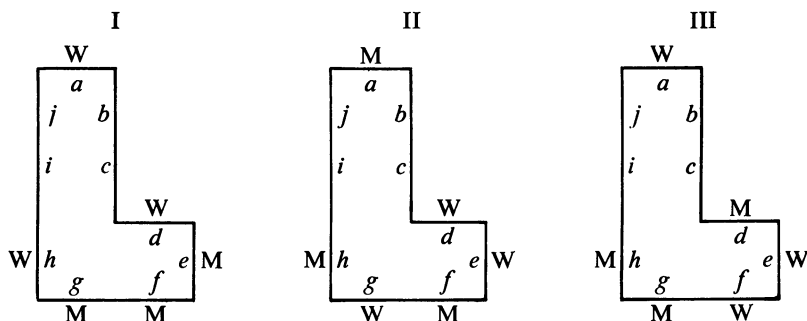 I II III
W M W
a a a
j b j b j b
i c i c i c
W W M
d d d
W h e M M h e W M h e W
g f g f g f
M M W M M W